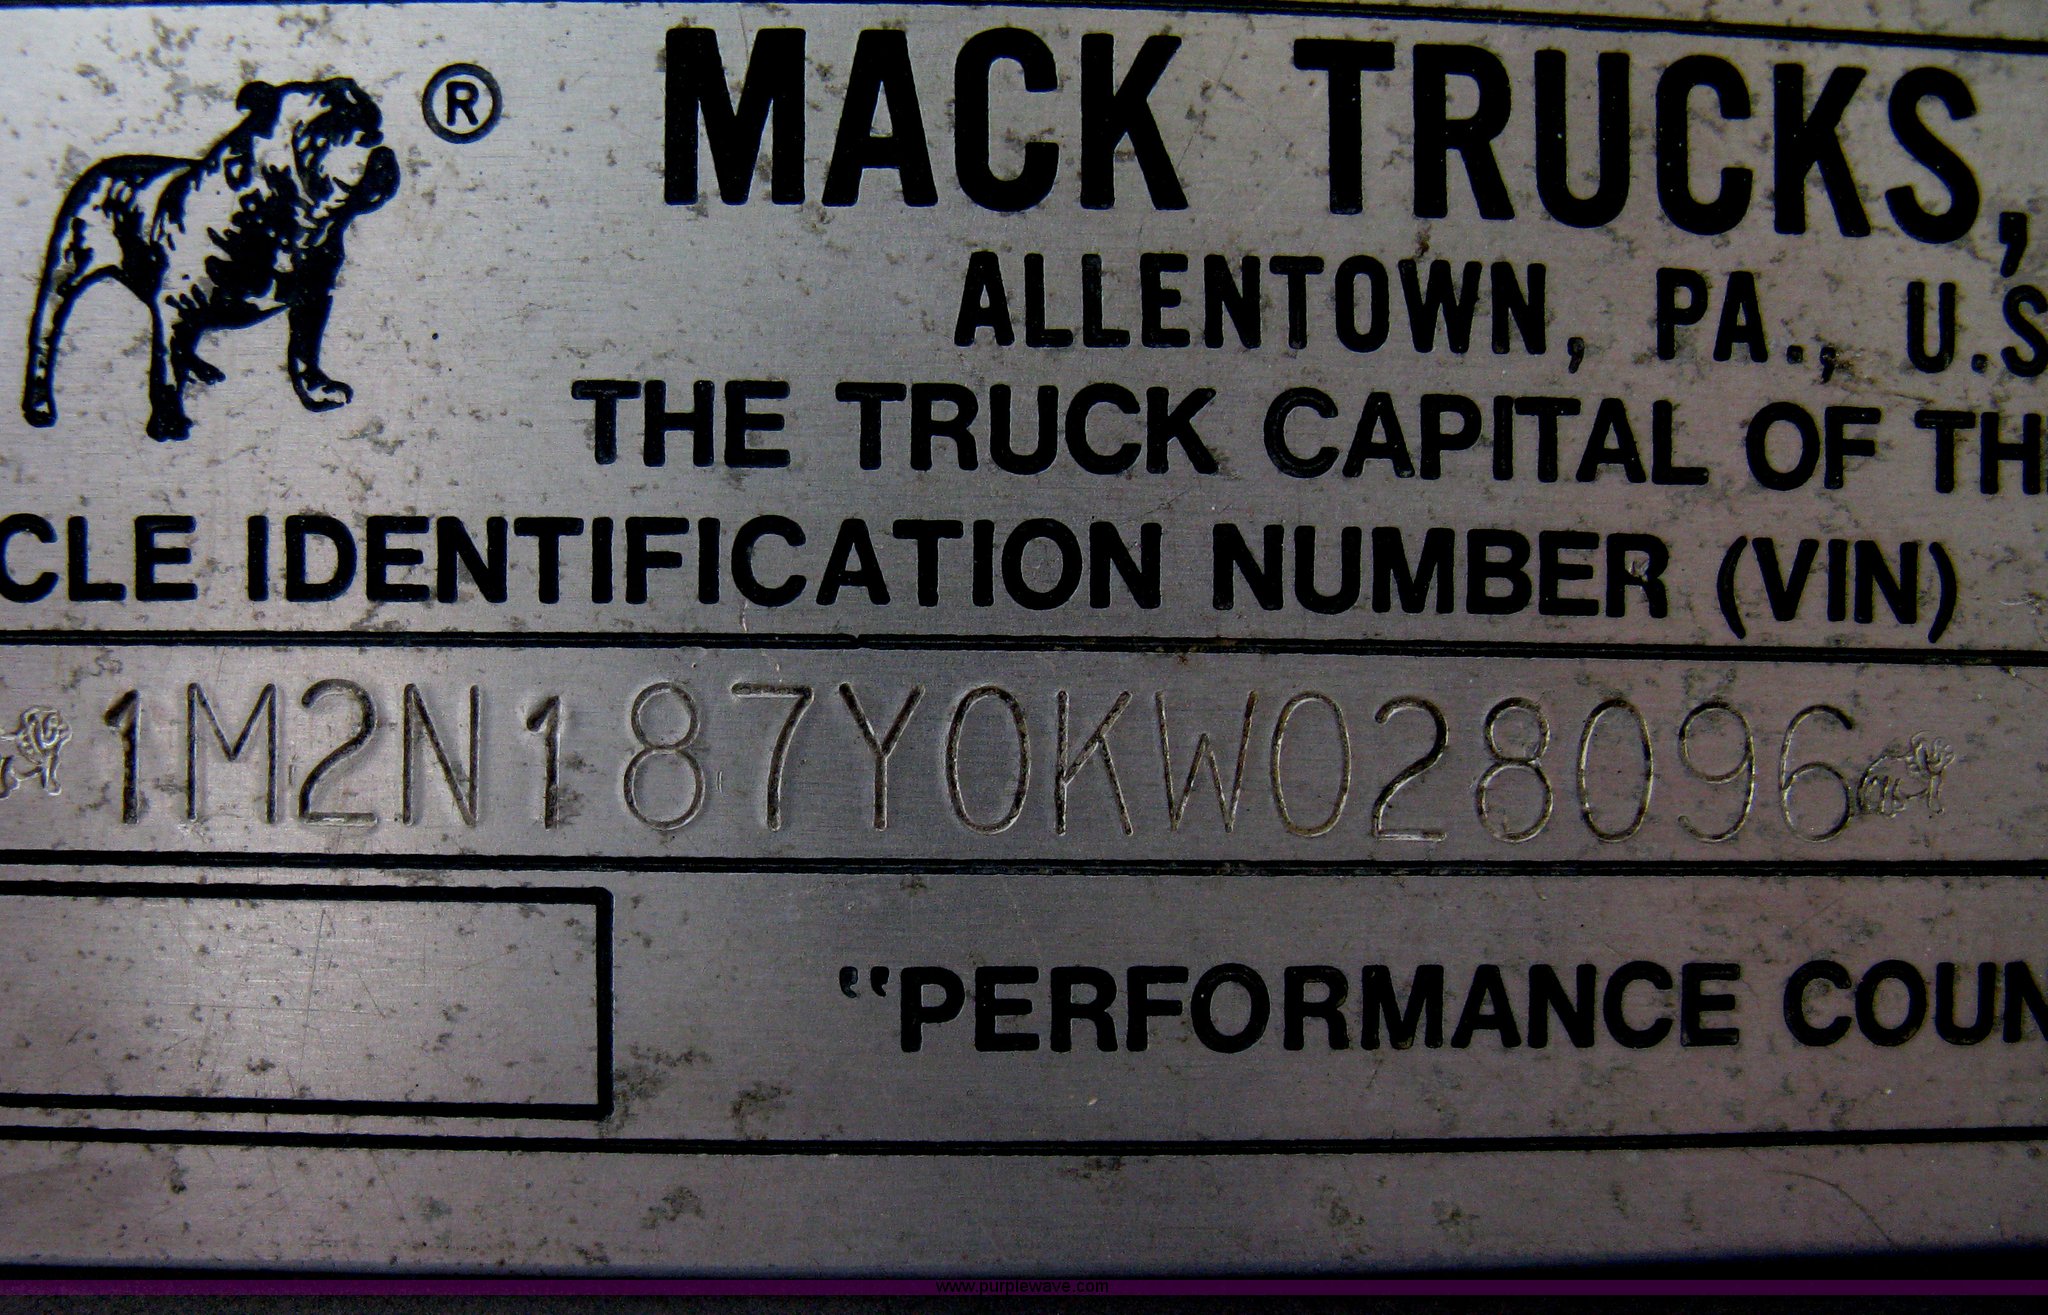 ®
MACK TRUCKS,
ALLENTOWN, PA., U.S
THE TRUCK CAPITAL OF TH
CLE IDENTIFICATION NUMBER (VIN)
1M2N187Y0KW028096
"PERFORMANCE COUN
www.purplewave.com